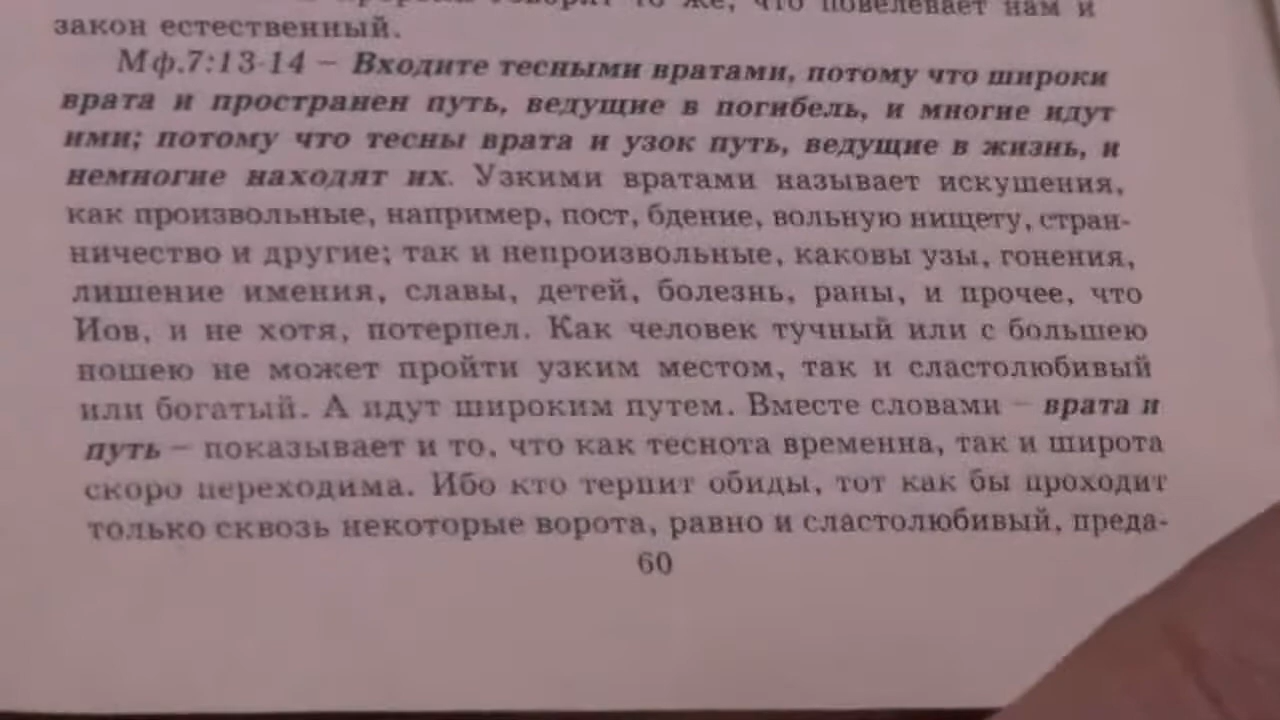 то же, что повелевает нам и
закон естественный.
Мф.7:13-14 – Входите тесными вратами, потому что широки
врата и пространен путь, ведущие в погибель, и многие идут
ими; потому что тесны врата и узок путь, ведущие в жизнь, и
немногие находят их. Узкими вратами называет искушения,
как произвольные, например, пост, бдение, вольную нищету, стран-
ничество и другие; так и непроизвольные, каковы узы, гонения,
лишение имения, славы, детей, болезнь, раны, и прочее, что
Иов, и не хотя, потерпел. Как человек тучный или с большею
ношею не может пройти узким местом, так и сластолюбивый
или богатый. А идут широким путем. Вместе словами – врата и
путь – показывает и то, что как теснота временна, так и широта
скоро переходима. Ибо кто терпит обиды, тот как бы проходит
только сквозь некоторые ворота, равно и сластолюбивый, преда-
60